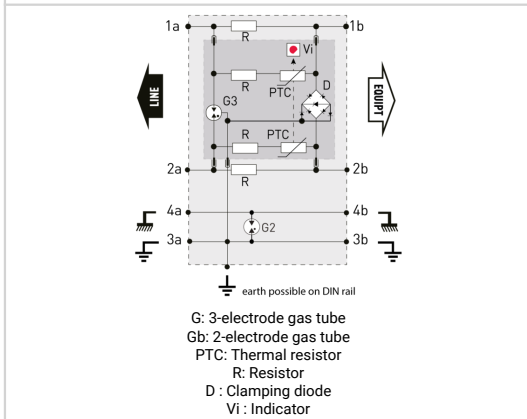 1a
1b
R
Vi
R
PTC
D
G3
LINE
EQUIPT
PTC
R
2a
2b
R
4a
4b
G2
3a
3b
earth possible on DIN rail
G: 3-electrode gas tube
Gb: 2-electrode gas tube
PTC: Thermal resistor
R: Resistor
D : Clamping diode
Vi : Indicator